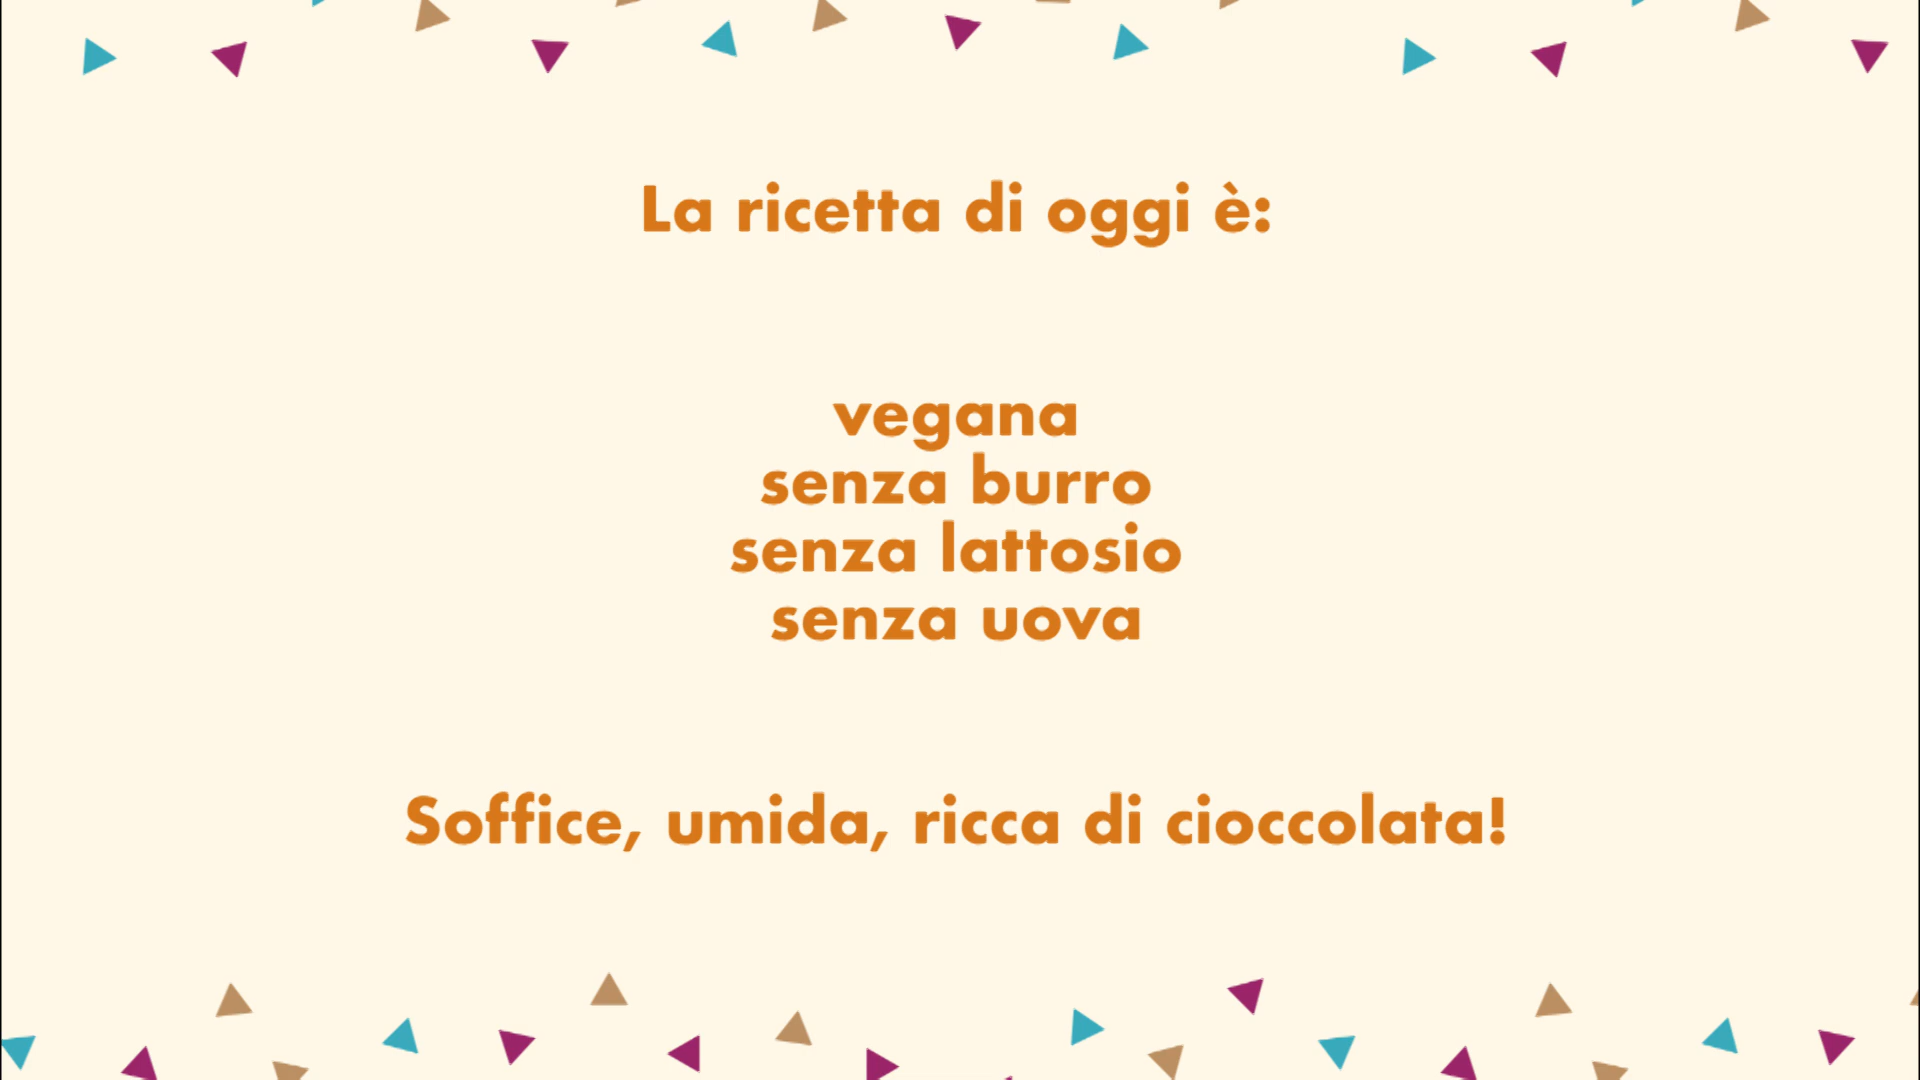 La ricetta di oggi è:
vegana
senza burro
senza lattosio
senza uova
Soffice, umida, ricca di cioccolata!